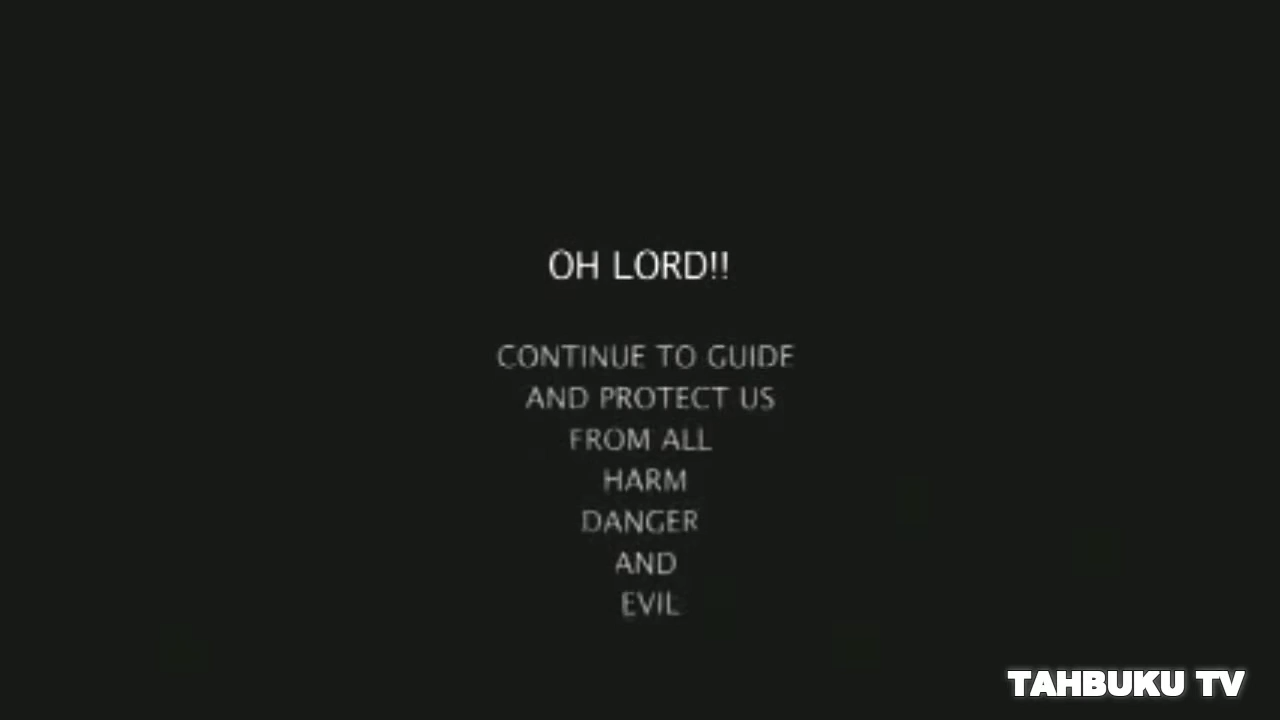 OH LORD!!
CONTINUE TO GUIDE
AND PROTECT US
FROM ALL
HARM
DANGER
AND
EVIL
TAHBUKU TV